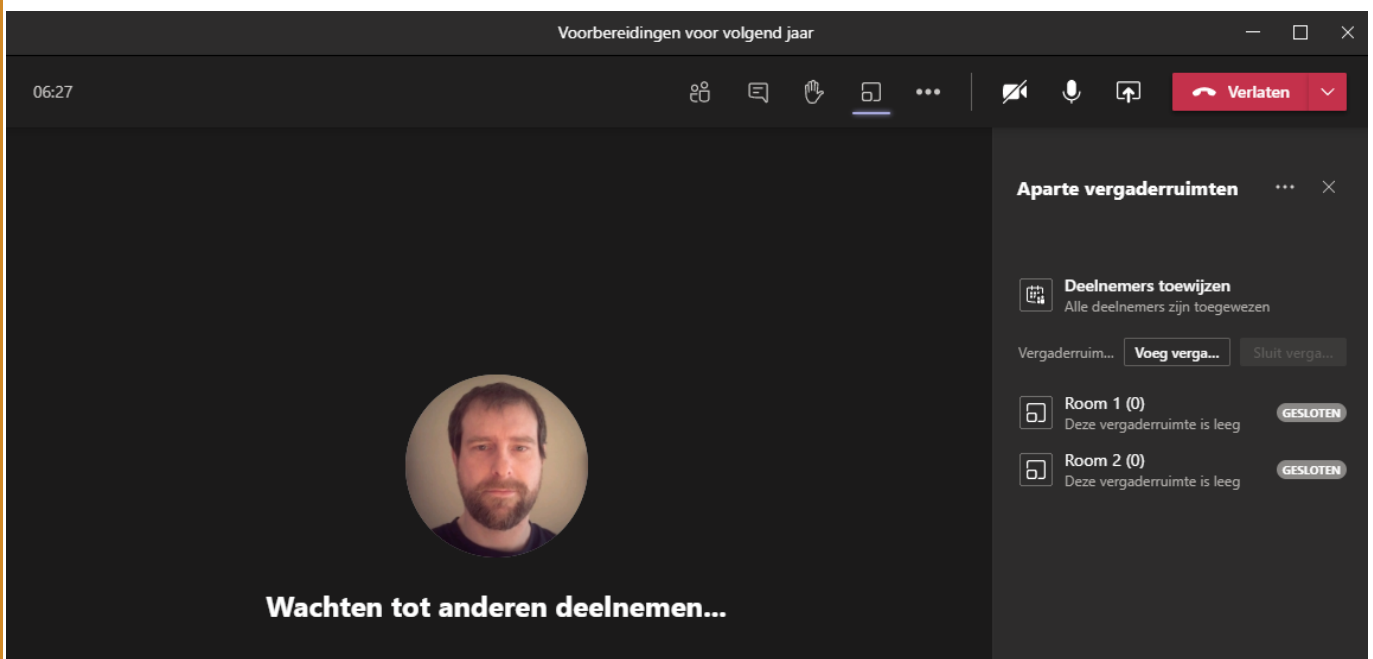 Voorbereidingen voor volgend jaar
06:27
Verlaten
Aparte vergaderruimten
Deelnemers toewijzen
Alle deelnemers zijn toegewezen
Vergaderruim... Voeg verga... Sluit verga...
Room 1 (0)
GESLOTEN
Deze vergaderruimte is leeg
Room 2 (0)
GESLOTEN
Deze vergaderruimte is leeg
Wachten tot anderen deelnemen...